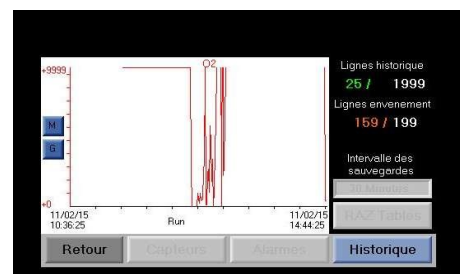 O2
+9999
M
G
+0
11/02/15
10:36:25
Run
11/02/15
14:44:25
Lignes historique
25 / 1999
Lignes envenement
159 / 199
Intervalle des
sauvegardes
30 Minutes
RAZ Tables
Retour
Capteurs
Alarmes
Historique